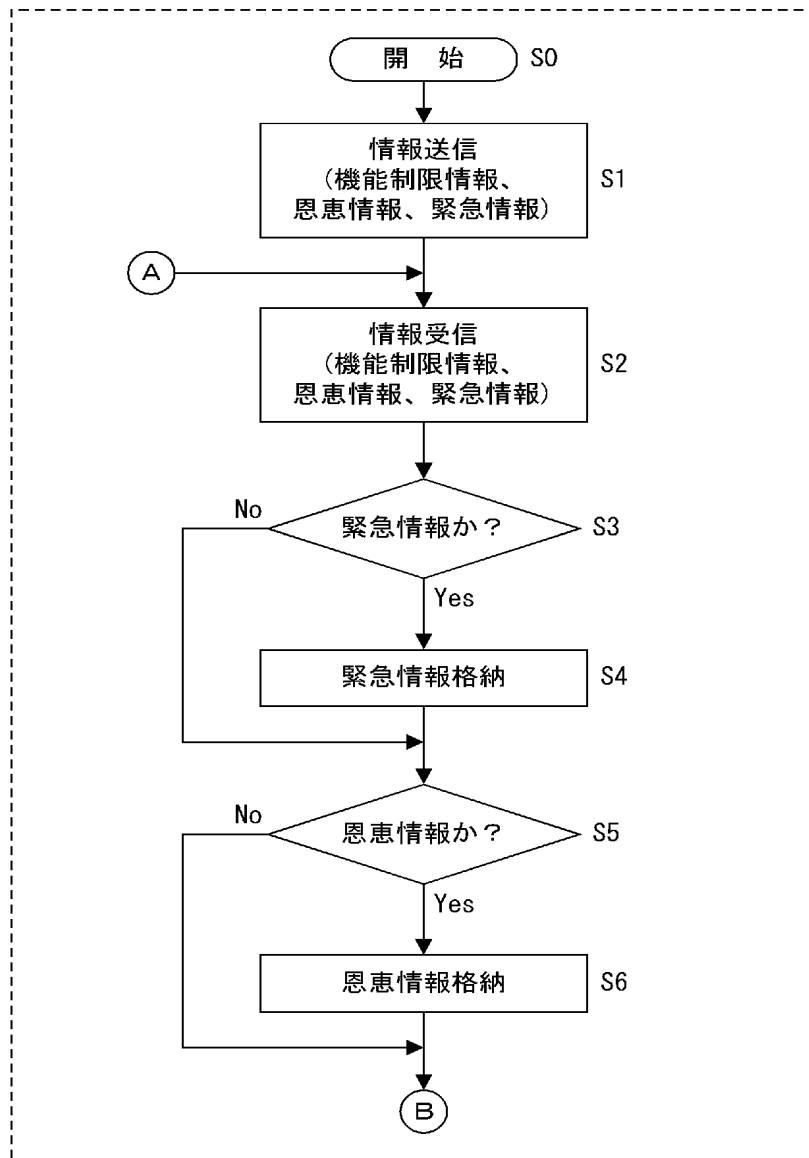 開 始 S0
情報送信
(機能制限情報、
恩恵情報、緊急情報)
S1
A
情報受信
(機能制限情報、
恩恵情報、緊急情報)
S2
No
緊急情報か？
S3
Yes
緊急情報格納
S4
No
恩恵情報か？
S5
Yes
恩恵情報格納
S6
B